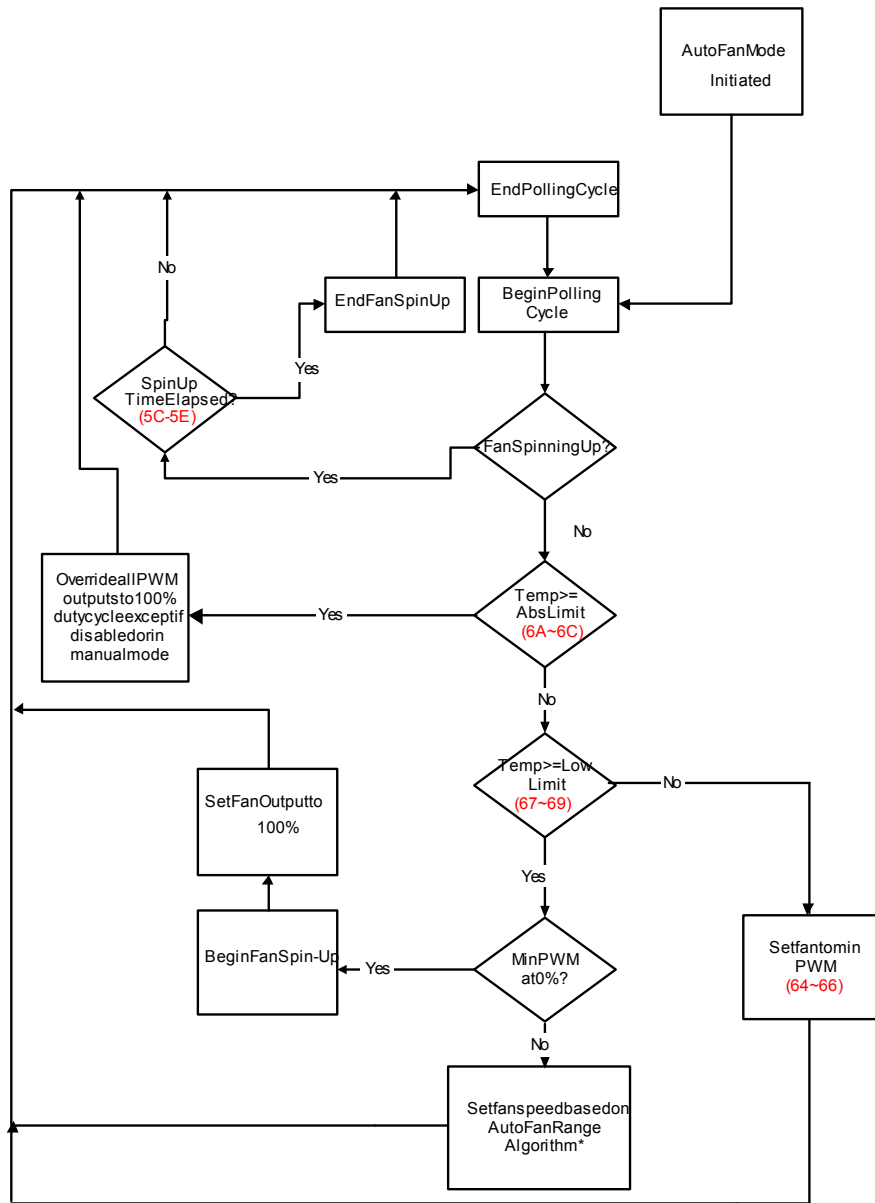 AutoFanMode
Initiated
EndPollingCycle
No
EndFanSpinUp
BeginPolling
Cycle
Yes
SpinUp
TimeElapsed?
(5C-5E)
FanSpinningUp?
Yes
No
OverrideallPWM
outputsto100%
dutycycleexceptif
disabledorin
manualmode
Temp>=
AbsLimit
(6A~6C)
Yes
No
Temp>=Low
Limit
(67~69)
No
SetFanOutputto
100%
Yes
BeginFanSpin-Up
Yes
MinPWM
at0%?
Setfantomin
PWM
(64~66)
No
Setfanspeedbasedon
AutoFanRange
Algorithm*